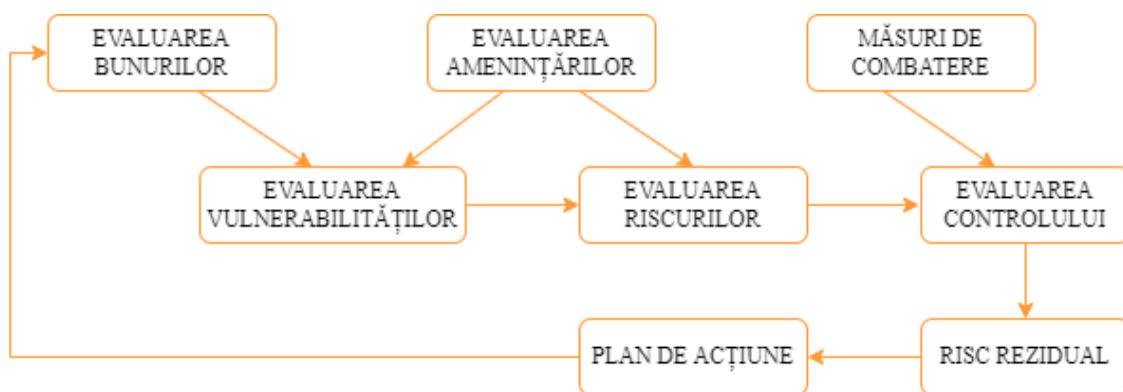 EVALUAREA
BUNURILOR
EVALUAREA
AMENINȚĂRILOR
MĂSURI DE
COMBATERE
EVALUAREA
VULNERABILITĂȚILOR
EVALUAREA
RISCURILOR
EVALUAREA
CONTROLULUI
PLAN DE ACȚIUNE
RISC REZIDUAL